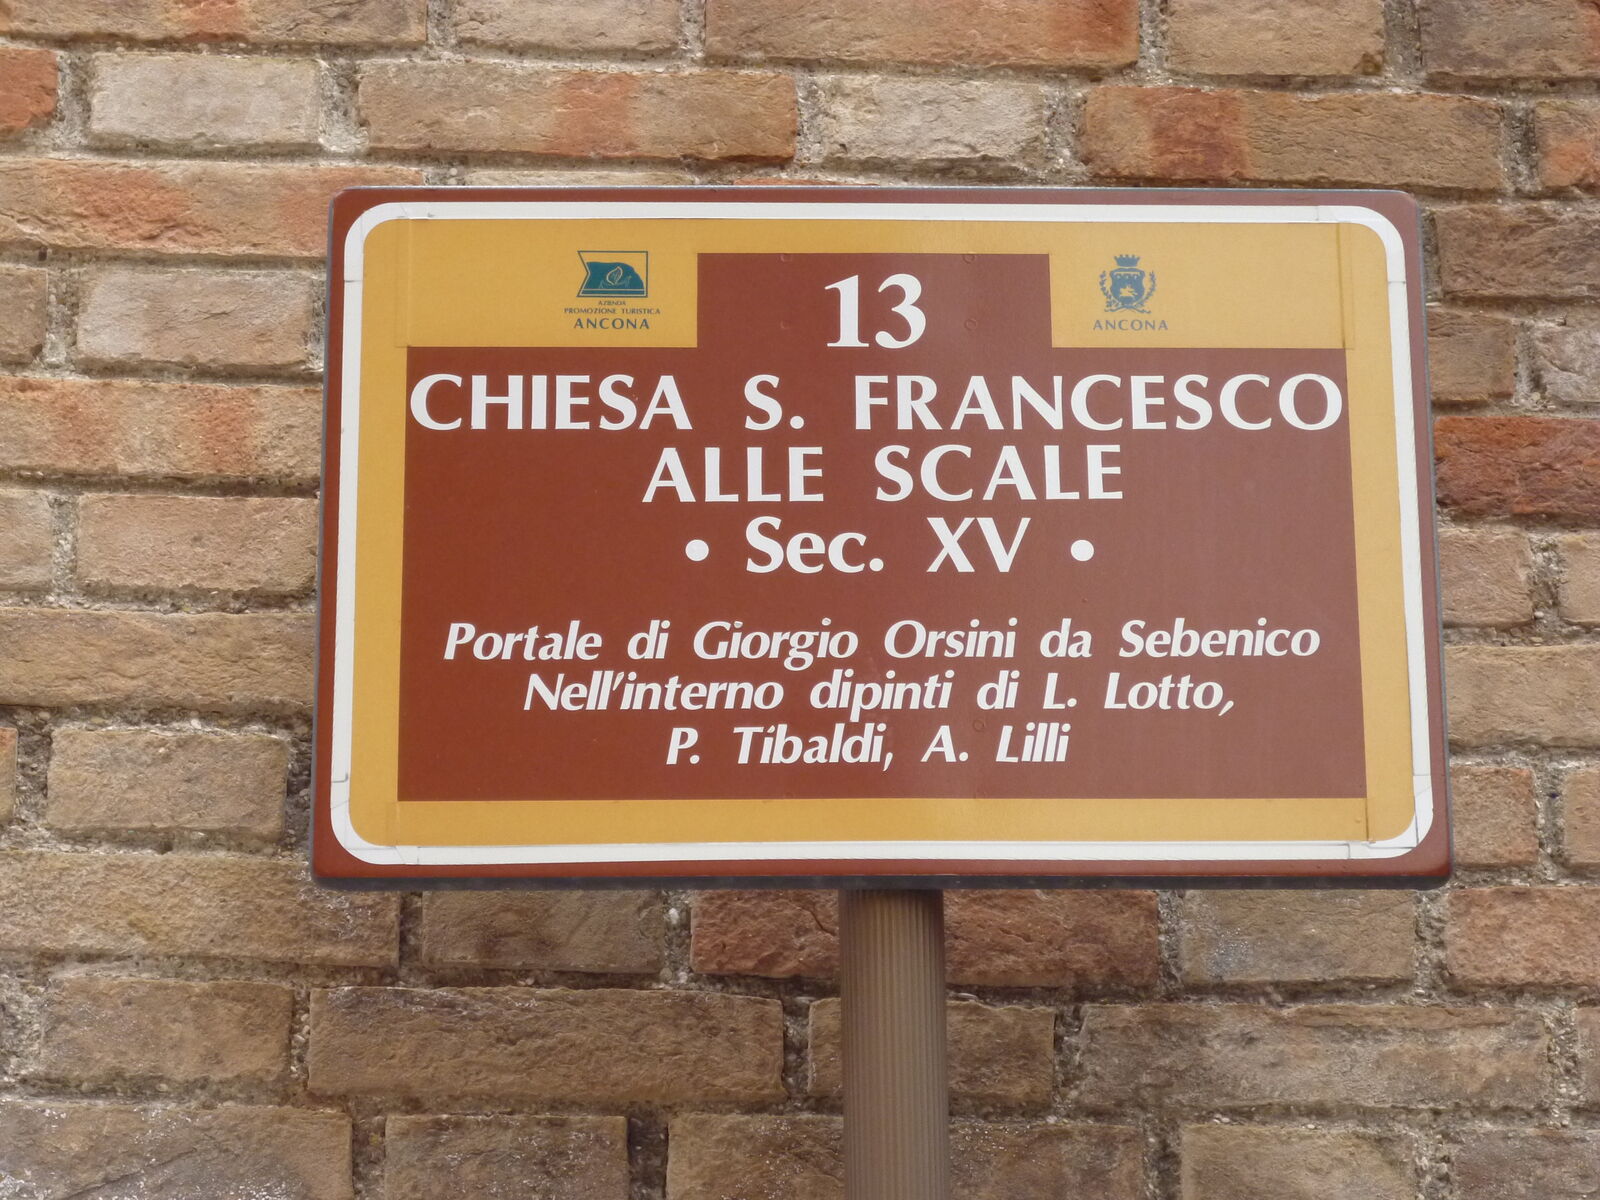 AZIENDA
PROMOZIONE TURISTICA
ANCONA
13
ANCONA
CHIESA S. FRANCESCO
ALLE SCALE
• Sec. XV •
Portale di Giorgio Orsini da Sebenico
Nell'interno dipinti di L. Lotto,
P. Tibaldi, A. Lilli